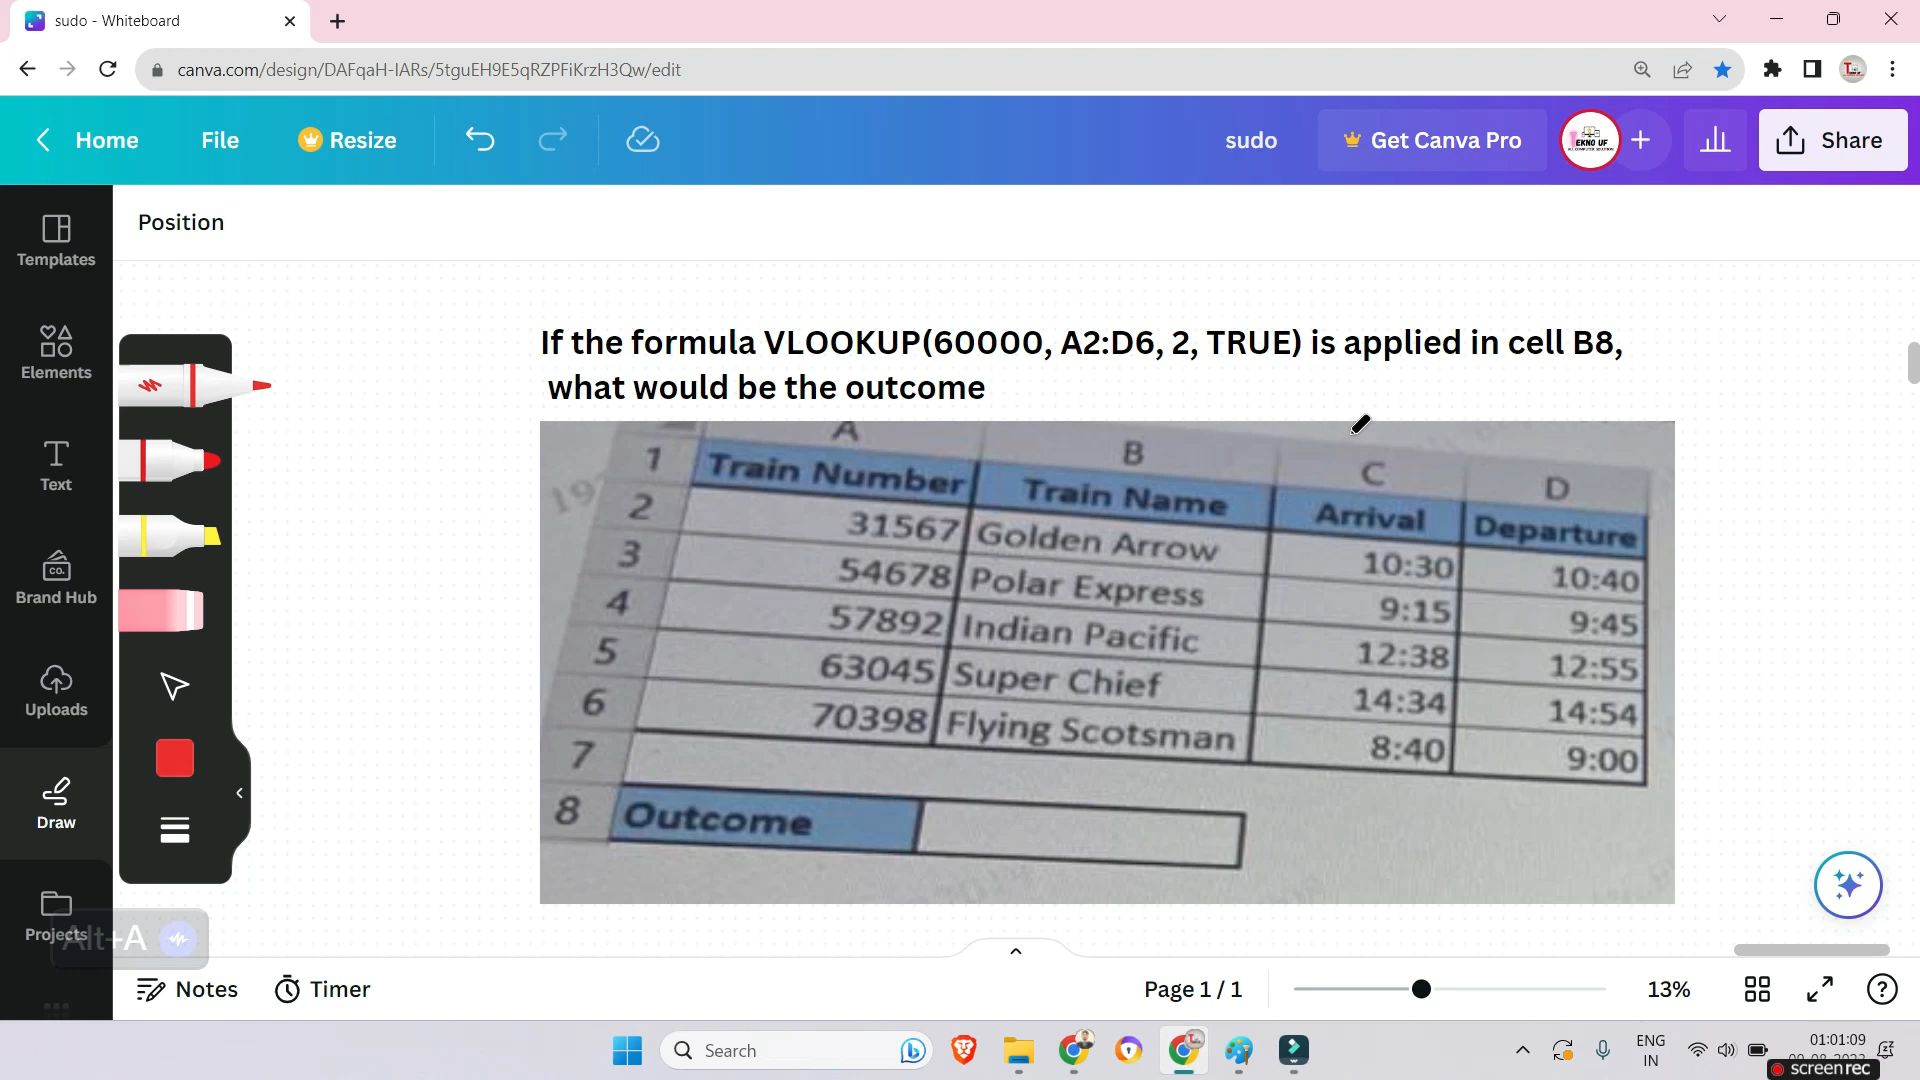 sudo - Whiteboard
canva.com/design/DAFqaH-IARs/5tguEH9E5qRZPFiKrzH3Qw/edit
Home File Resize sudo Get Canva Pro EKNO UF Share
Position
Templates
Elements
Text
CO.
Brand Hub
Uploads
Draw
Projects
Alt+A
If the formula VLOOKUP(60000, A2:D6, 2, TRUE) is applied in cell B8,
what would be the outcome
A B C D
1 Train Number Train Name Arrival Departure
2 31567 Golden Arrow 10:30 10:40
3 54678 Polar Express 9:15 9:45
4 57892 Indian Pacific 12:38 12:55
5 63045 Super Chief 14:34 14:54
6 70398 Flying Scotsman 8:40 9:00
7
8 Outcome
Notes Timer Page 1 / 1 13%
Search ENG 01:01:09
IN
screenrec